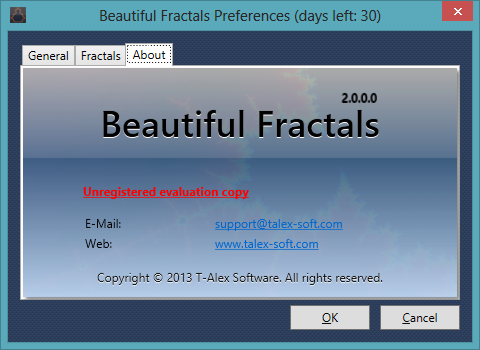 Beautiful Fractals Preferences (days left: 30)
General Fractals About
2.0.0.0
Beautiful Fractals
Unregistered evaluation copy
E-Mail: support@talex-soft.com
Web: www.talex-soft.com
Copyright © 2013 T-Alex Software. All rights reserved.
OK Cancel